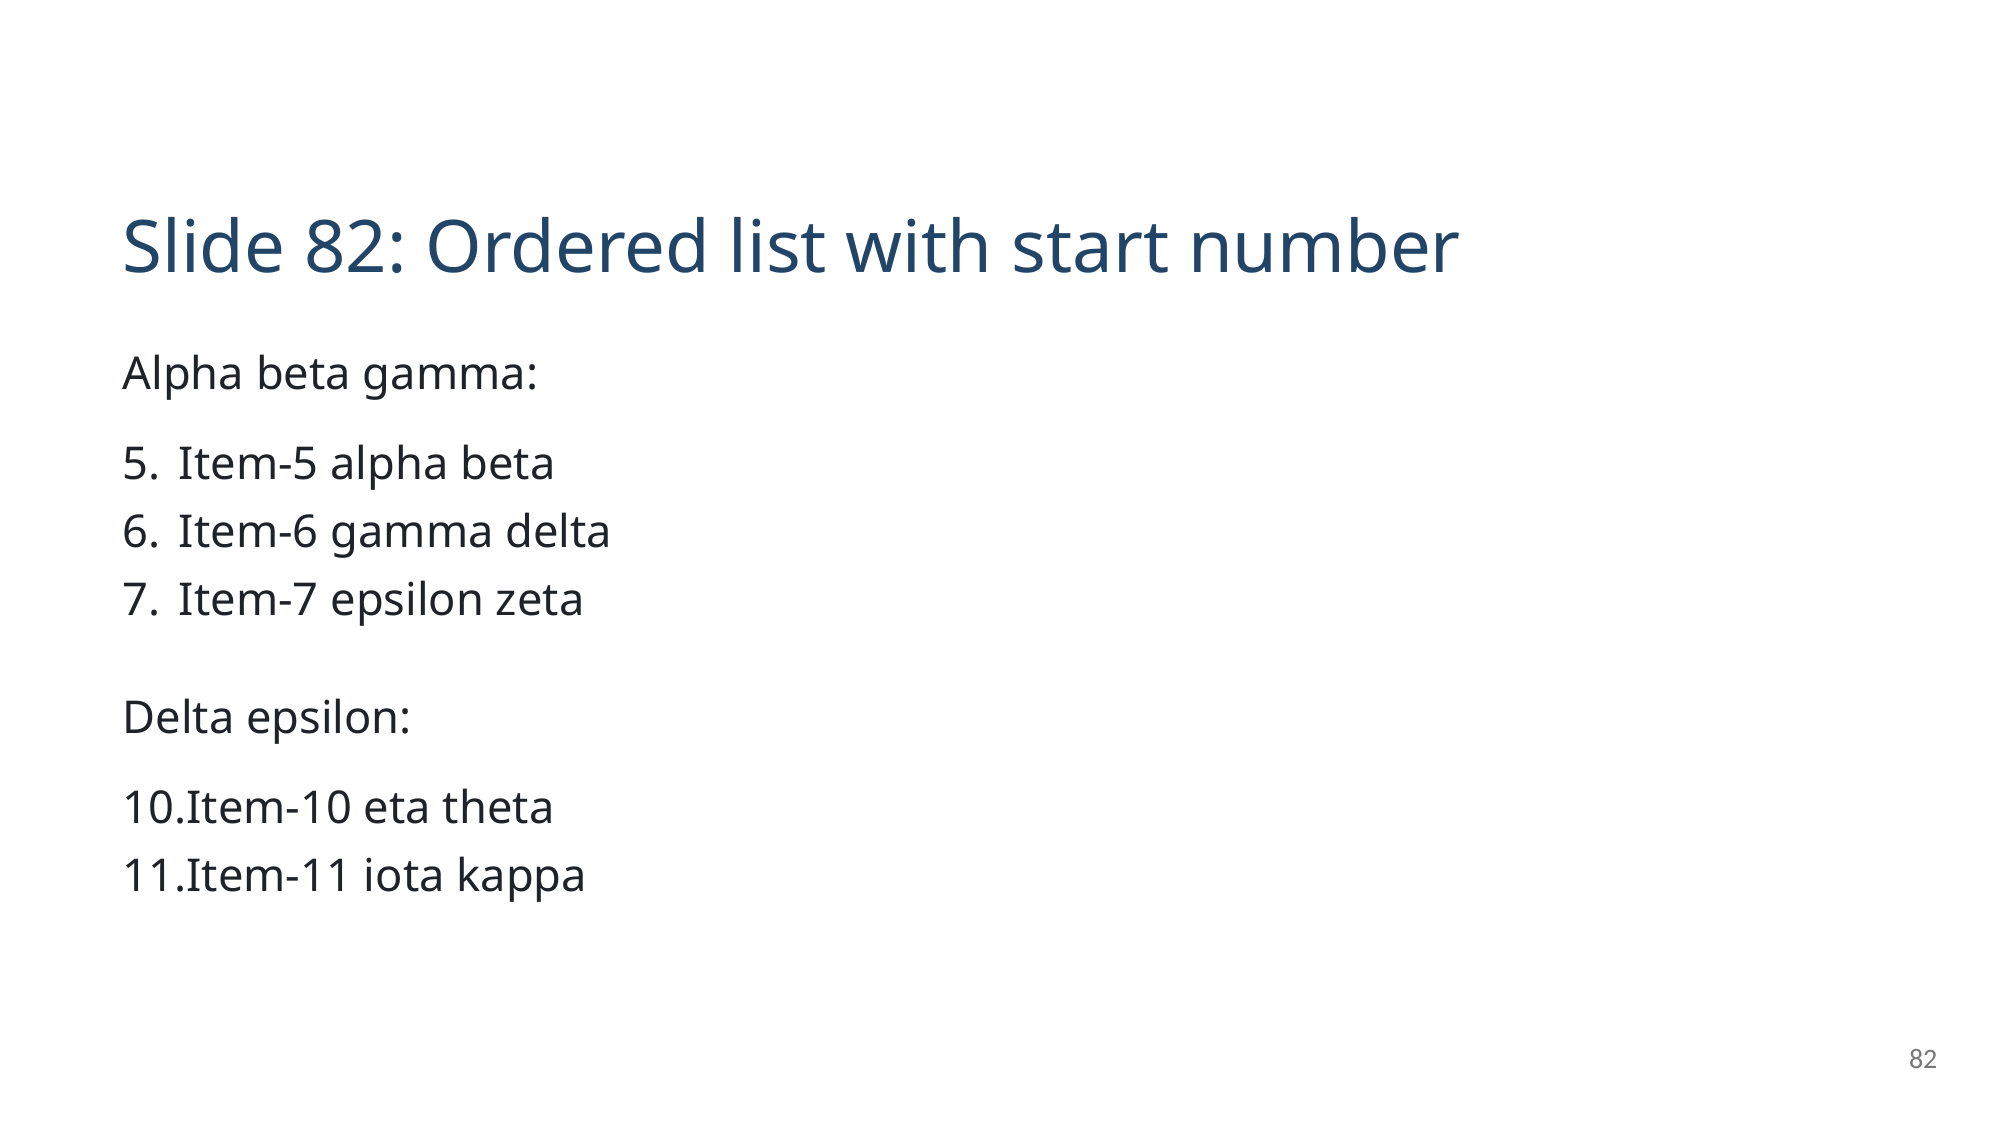 Slide 82: Ordered list with start number
Alpha beta gamma:
5. Item-5 alpha beta
6. Item-6 gamma delta
7. Item-7 epsilon zeta
Delta epsilon:
10.Item-10 eta theta
11.Item-11 iota kappa
82